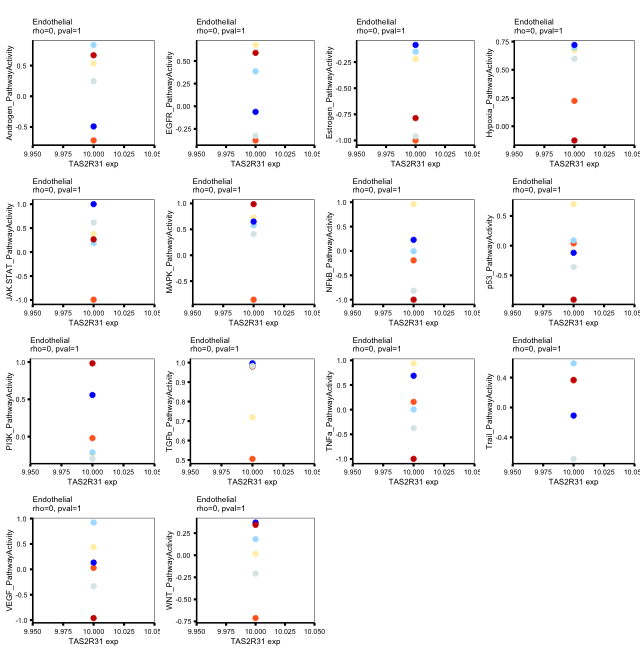 Endothelial
rho=0, pval=1
Androgen_PathwayActivity
0.5
0.0
-0.5
9.950 9.975 10.000 10.025 10.05
TAS2R31 exp
Endothelial
rho=0, pval=1
EGFR_PathwayActivity
0.50
0.25
0.00
-0.25
9.950 9.975 10.000 10.025 10.05
TAS2R31 exp
Endothelial
rho=0, pval=1
Estrogen_PathwayActivity
-0.25
-0.50
-0.75
-1.00
9.950 9.975 10.000 10.025 10.05
TAS2R31 exp
Endothelial
rho=0, pval=1
Hypoxia_PathwayActivity
0.75
0.50
0.25
0.00
9.950 9.975 10.000 10.025 10.05
TAS2R31 exp
Endothelial
rho=0, pval=1
JAK.STAT_PathwayActivity
1.0
0.5
0.0
-0.5
-1.0
9.950 9.975 10.000 10.025 10.05
TAS2R31 exp
Endothelial
rho=0, pval=1
MAPK_PathwayActivity
1.0
0.5
0.0
-0.5
9.950 9.975 10.000 10.025 10.05
TAS2R31 exp
Endothelial
rho=0, pval=1
NFkB_PathwayActivity
1.0
0.5
0.0
-0.5
-1.0
9.950 9.975 10.000 10.025 10.05
TAS2R31 exp
Endothelial
rho=0, pval=1
p53_PathwayActivity
0.5
0.0
-0.5
9.950 9.975 10.000 10.025 10.05
TAS2R31 exp
Endothelial
rho=0, pval=1
PI3K_PathwayActivity
1.0
0.5
0.0
9.950 9.975 10.000 10.025 10.05
TAS2R31 exp
Endothelial
rho=0, pval=1
TGFb_PathwayActivity
1.0
0.9
0.8
0.7
0.6
0.5
9.950 9.975 10.000 10.025 10.05
TAS2R31 exp
Endothelial
rho=0, pval=1
TNFa_PathwayActivity
1.0
0.5
0.0
-0.5
-1.0
9.950 9.975 10.000 10.025 10.05
TAS2R31 exp
Endothelial
rho=0, pval=1
Trail_PathwayActivity
0.4
0.0
-0.4
9.950 9.975 10.000 10.025 10.05
TAS2R31 exp
Endothelial
rho=0, pval=1
VEGF_PathwayActivity
1.0
0.5
0.0
-0.5
-1.0
9.950 9.975 10.000 10.025 10.05
TAS2R31 exp
Endothelial
rho=0, pval=1
WNT_PathwayActivity
0.25
0.00
-0.25
-0.50
-0.75
9.950 9.975 10.000 10.025 10.050
TAS2R31 exp